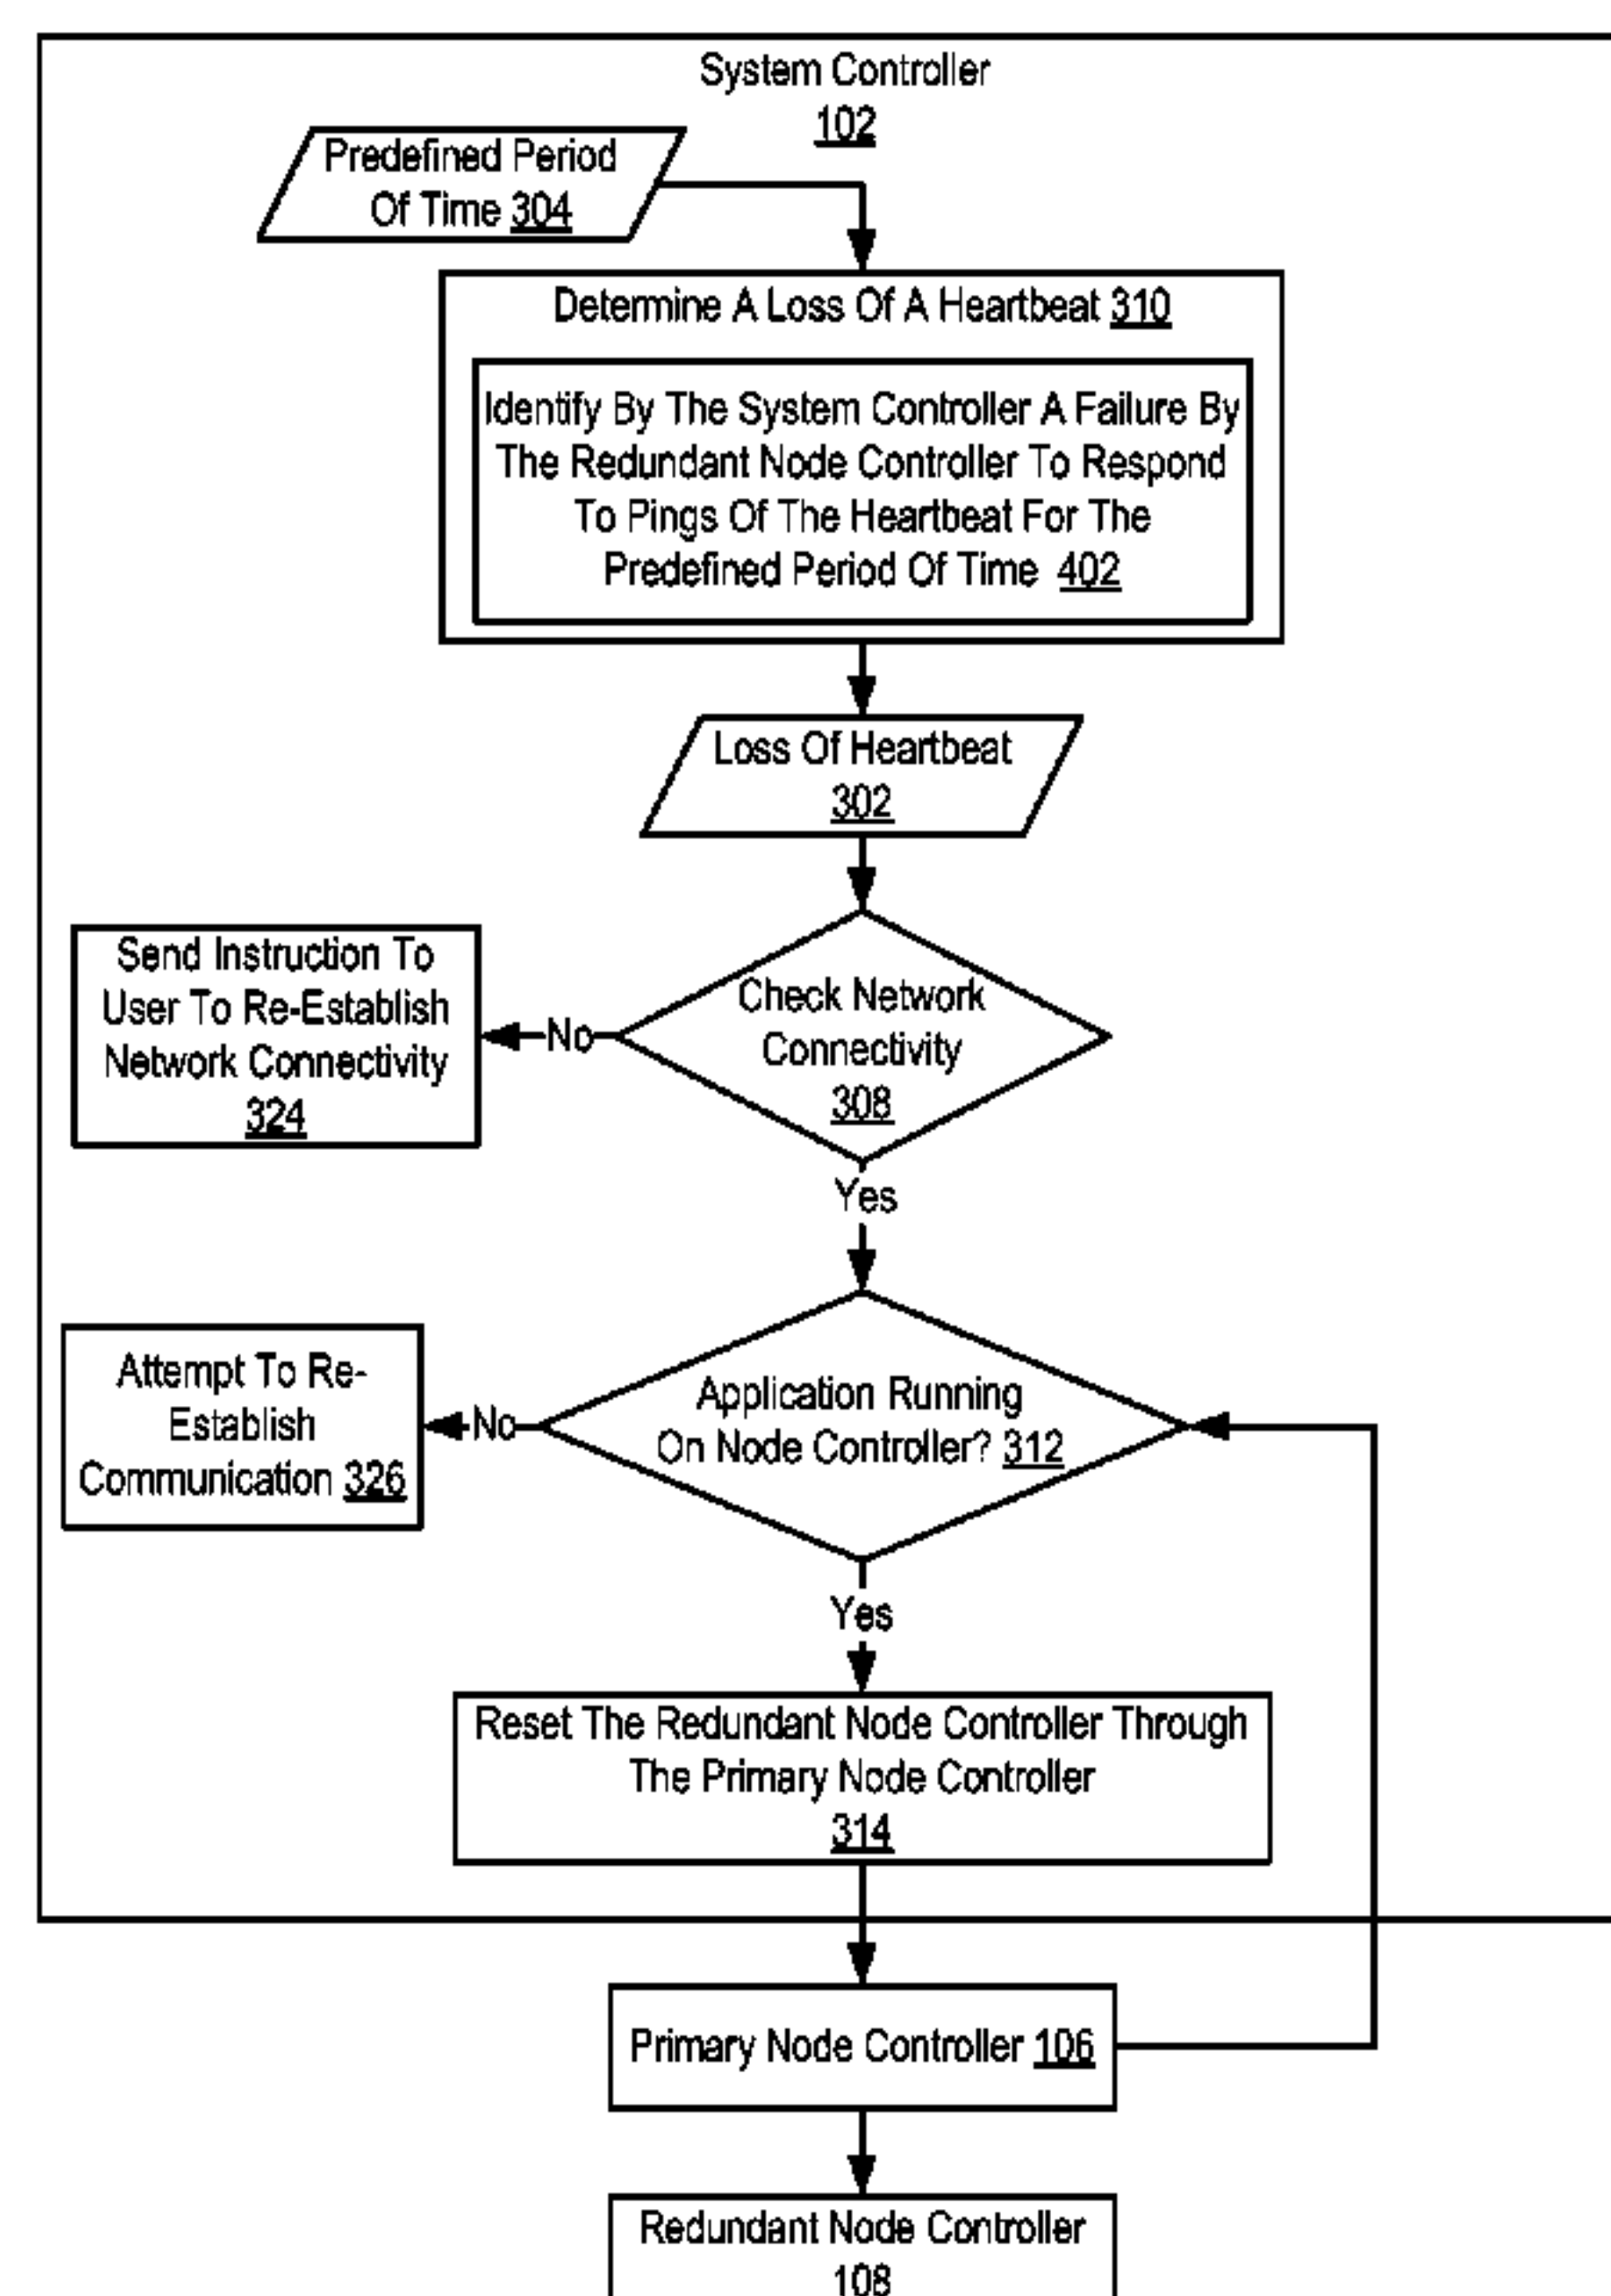 System Controller
102
Predefined Period
Of Time 304
Determine A Loss Of A Heartbeat 310
Identify By The System Controller A Failure By
The Redundant Node Controller To Respond
To Pings Of The Heartbeat For The
Predefined Period Of Time 402
Loss Of Heartbeat
302
Check Network
Connectivity
308
No
Send Instruction To
User To Re-Establish
Network Connectivity
324
Yes
Application Running
On Node Controller? 312
No
Attempt To Re-
Establish
Communication 326
Yes
Reset The Redundant Node Controller Through
The Primary Node Controller
314
Primary Node Controller 106
Redundant Node Controller
108